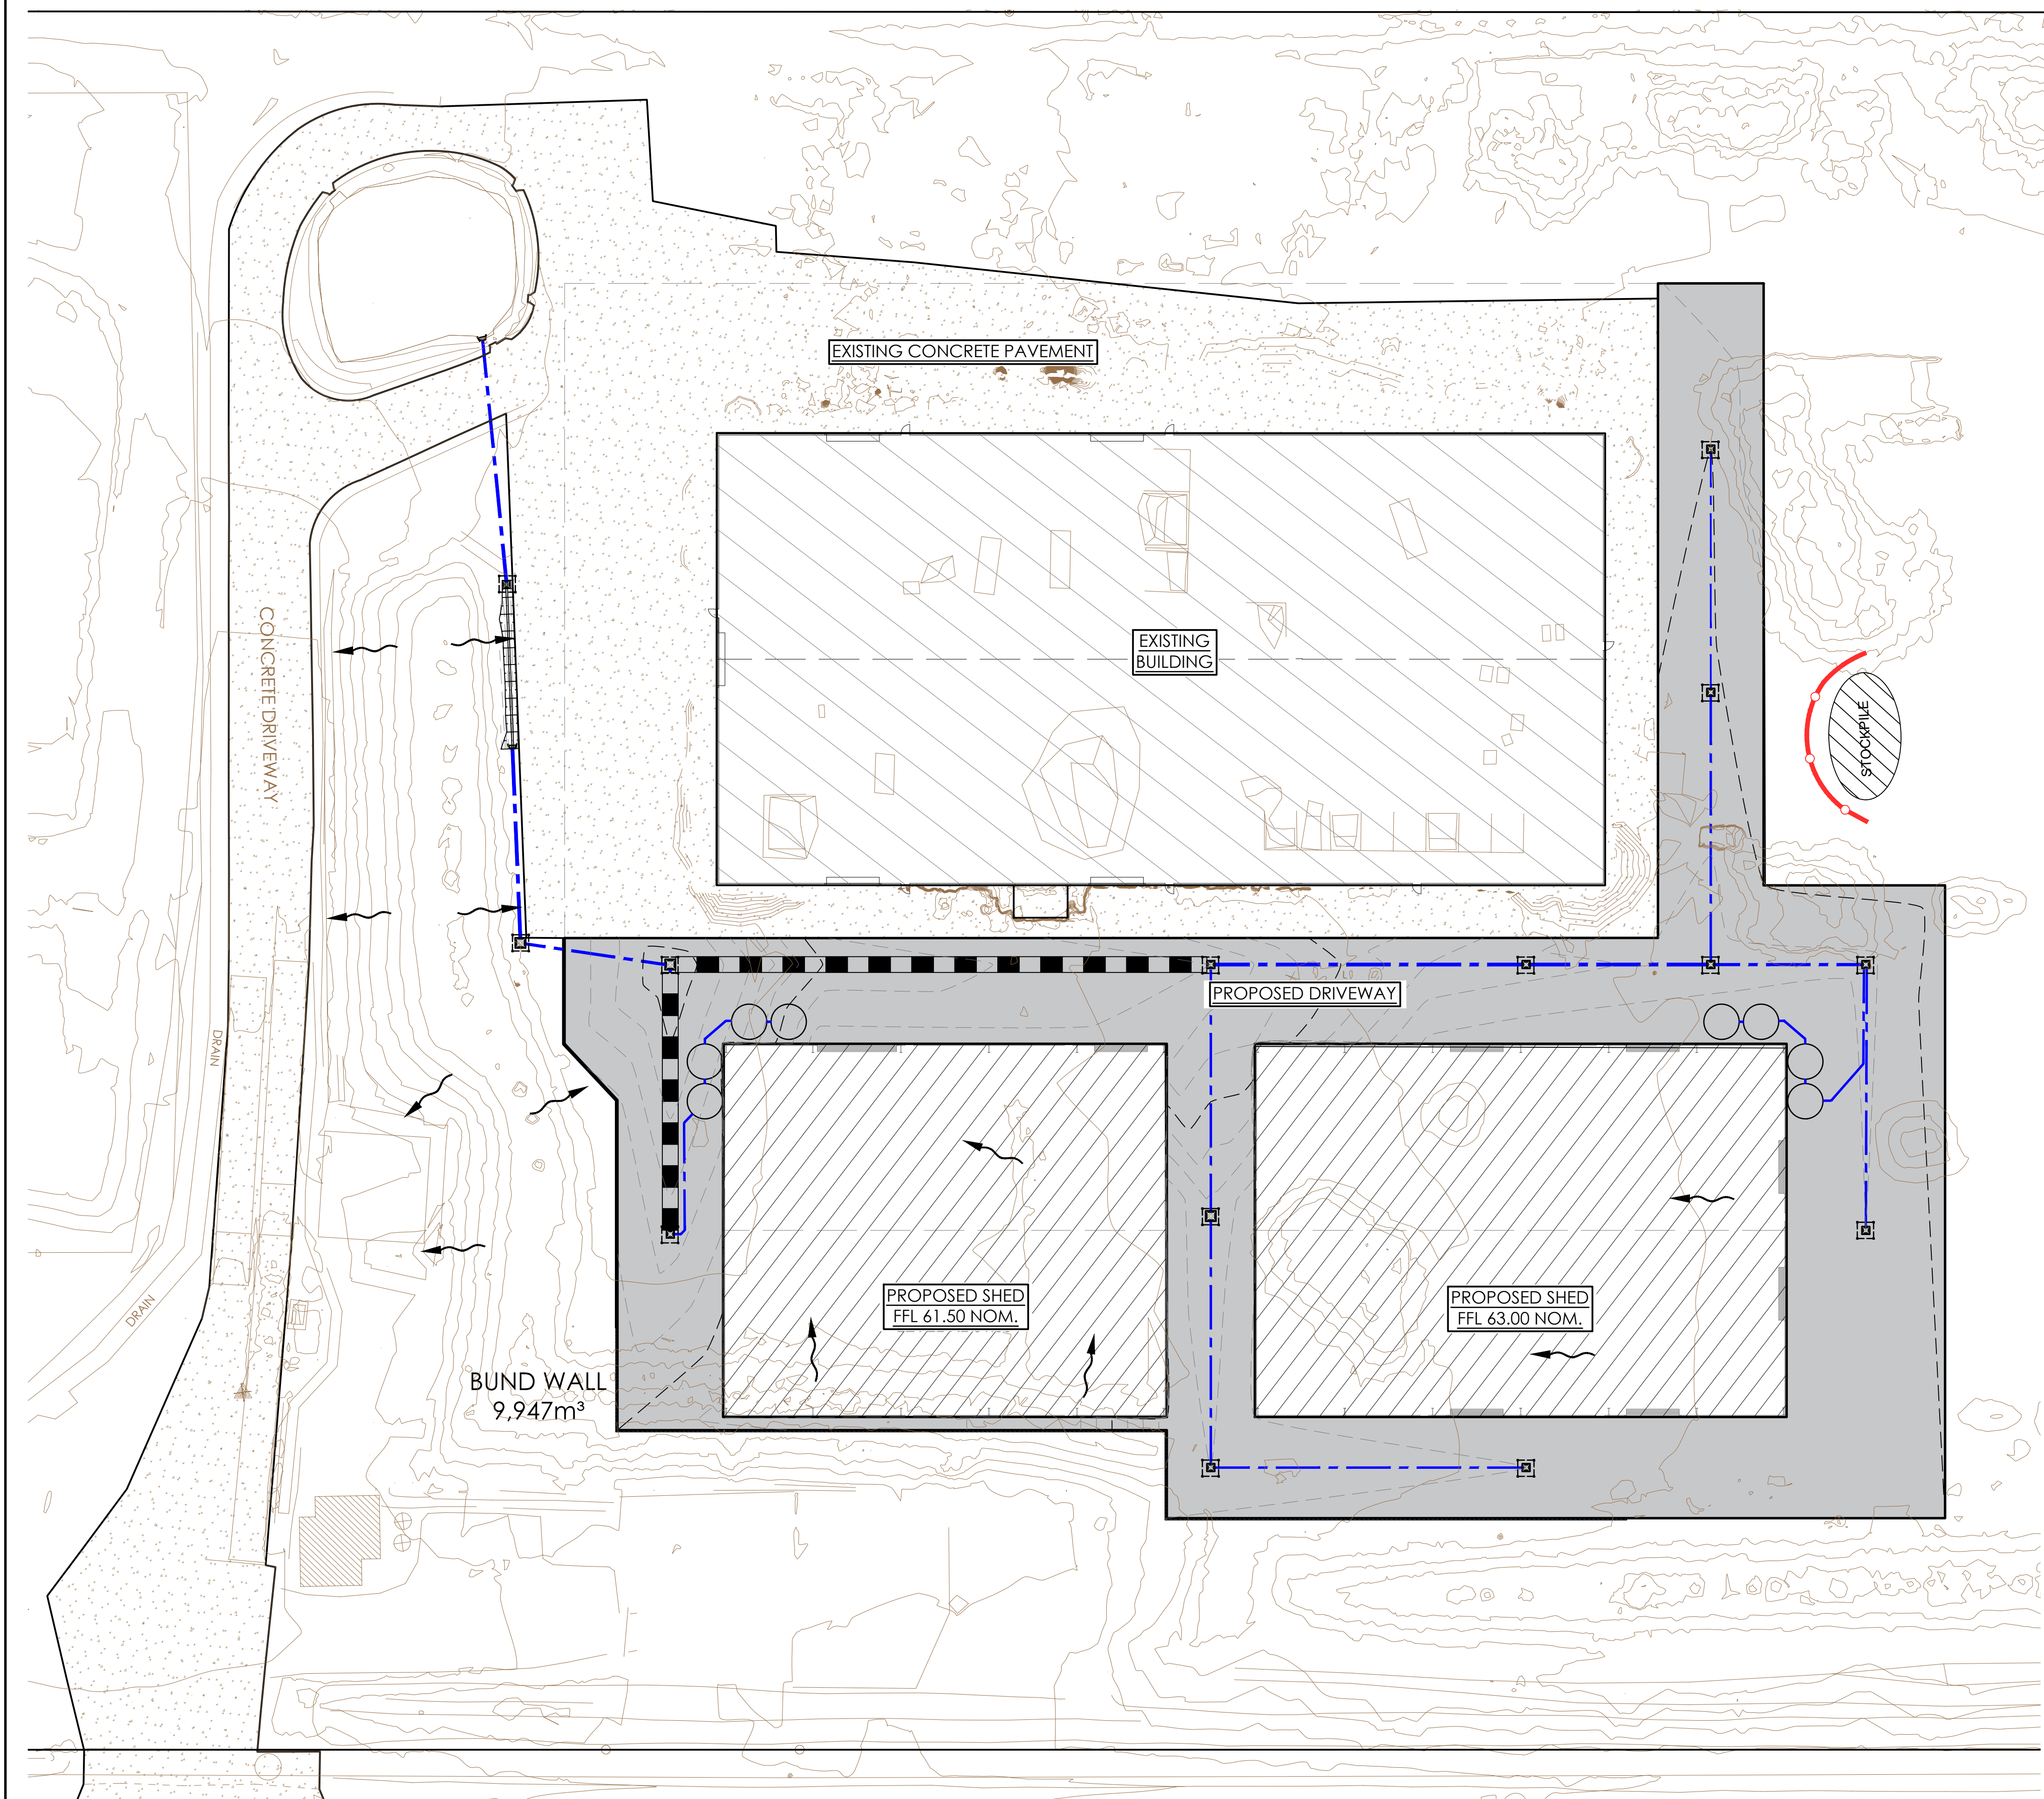 EXISTING CONCRETE PAVEMENT
EXISTING
BUILDING
CONCRETE DRIVEWAY
STOCKPILE
PROPOSED DRIVEWAY
DRAIN
DRAIN
PROPOSED SHED
FFL 61.50 NOM.
PROPOSED SHED
FFL 63.00 NOM.
BUND WALL
9,947m³